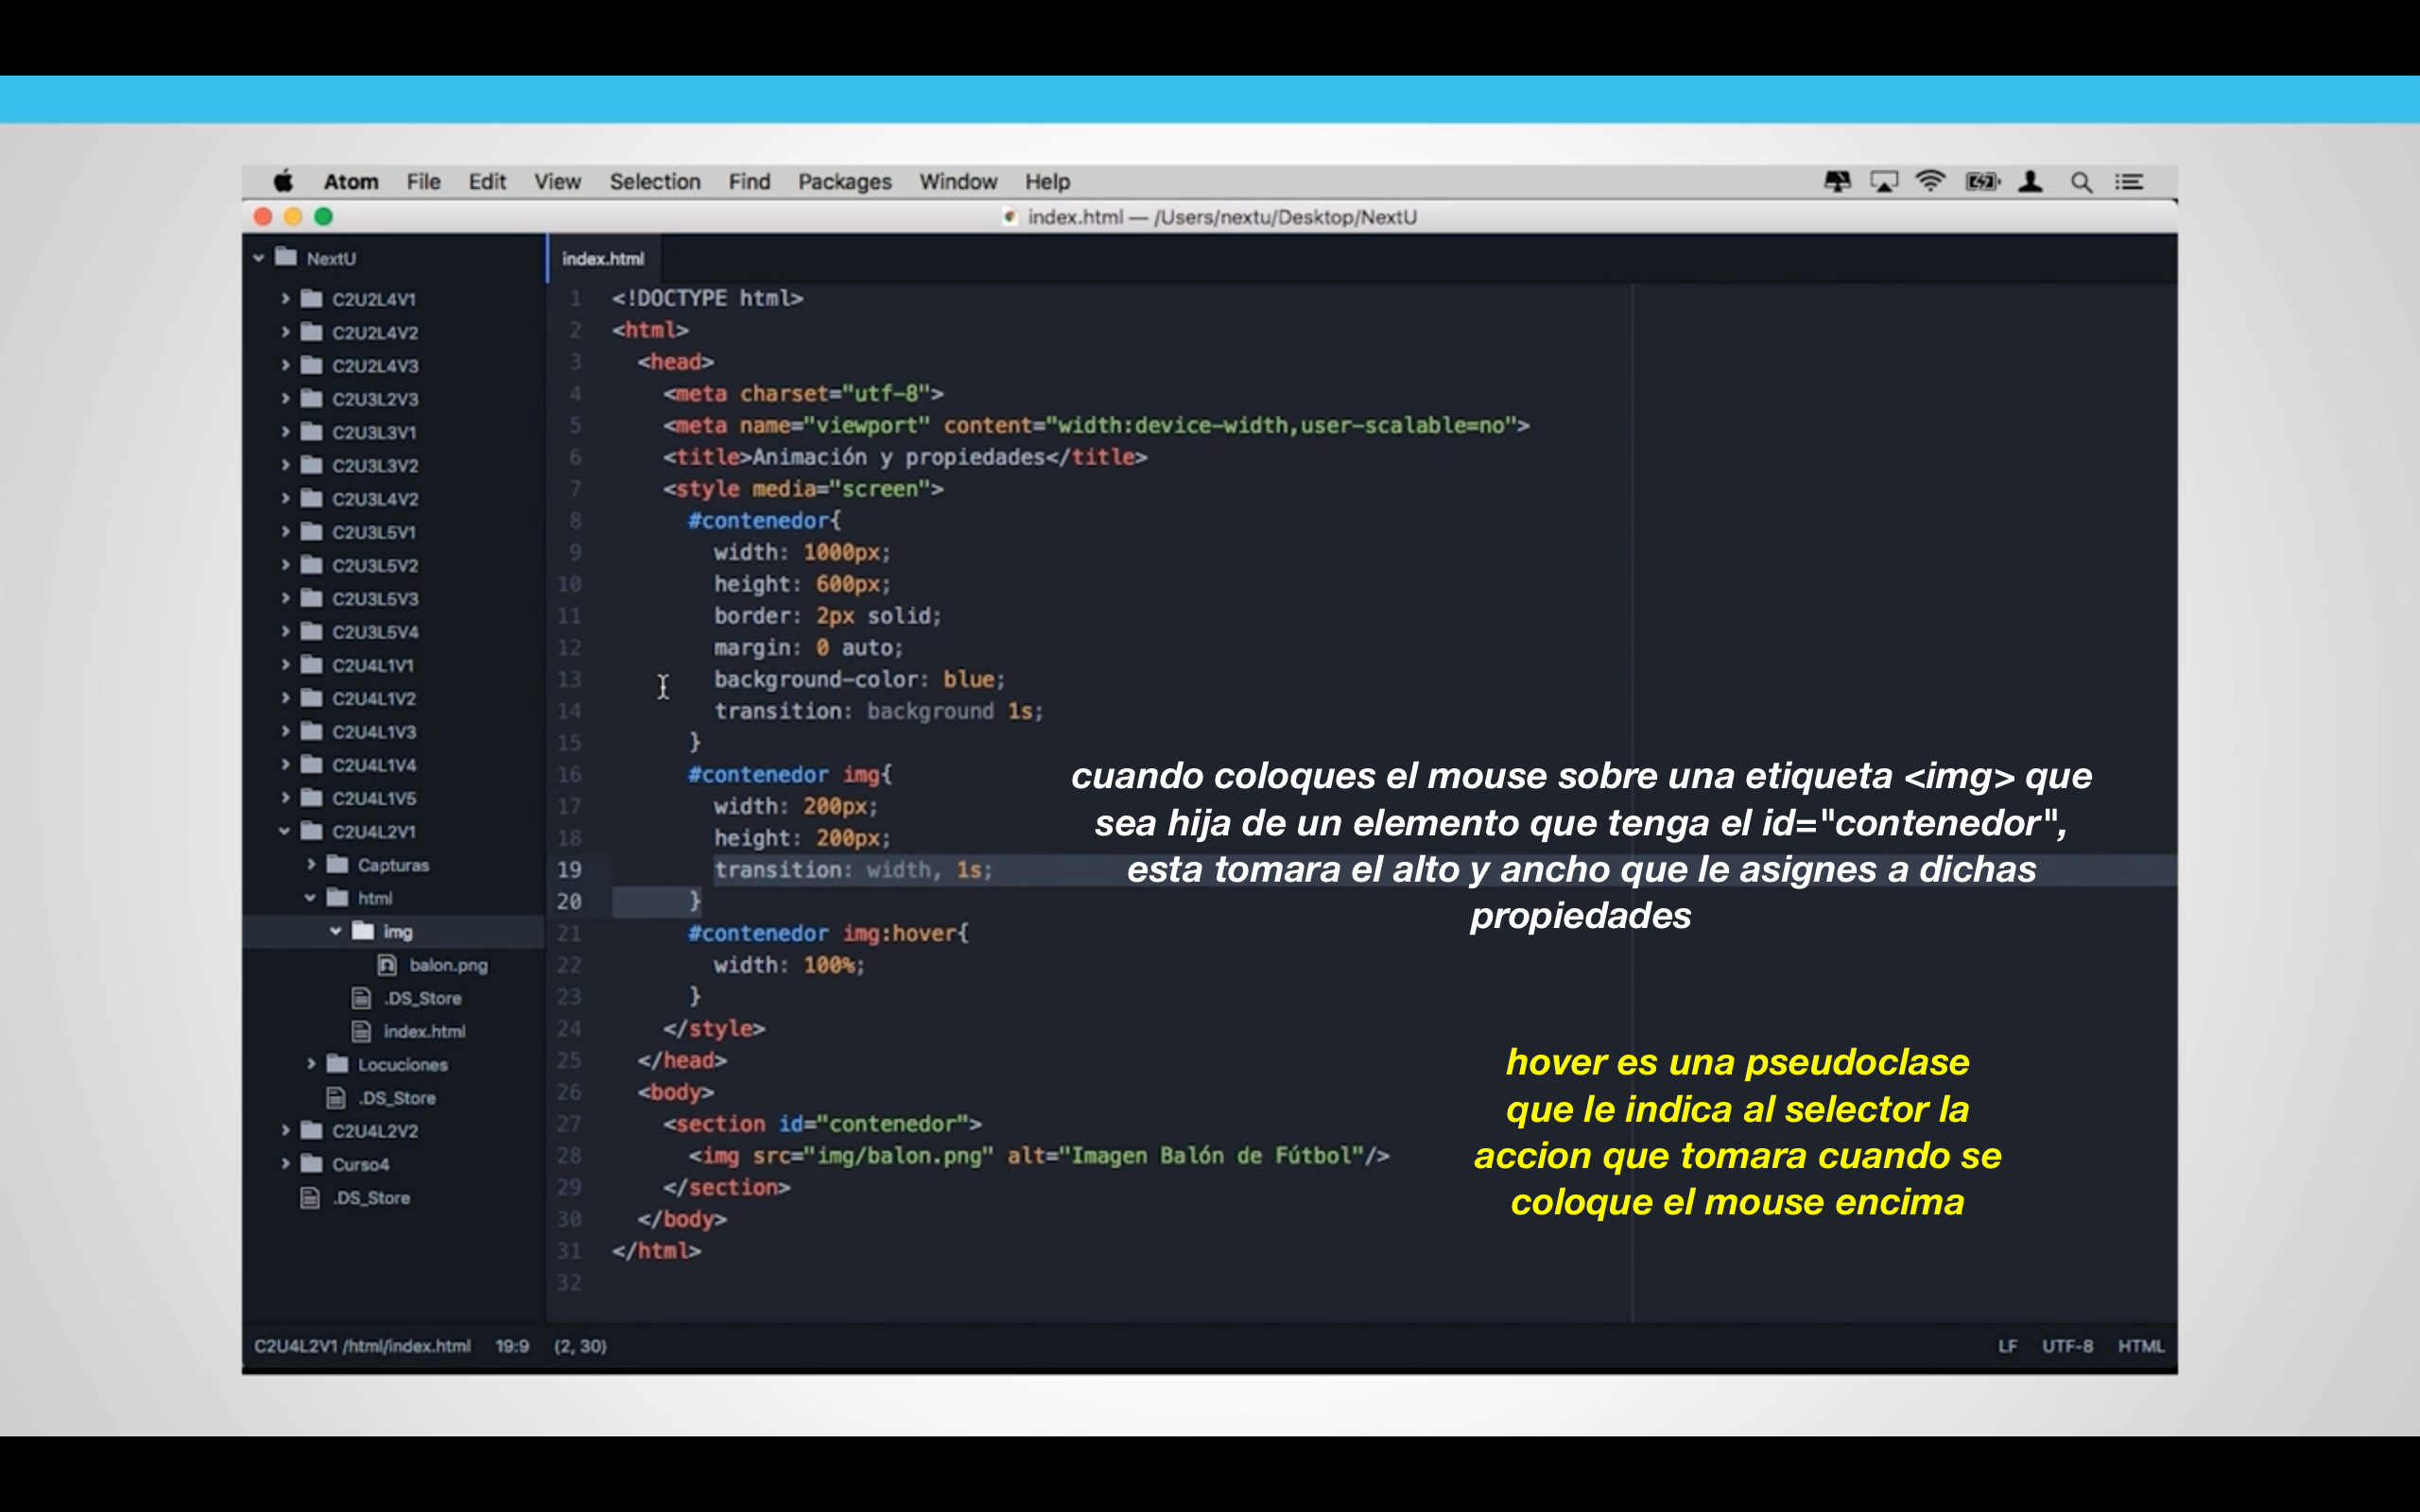 Atom File Edit View Selection Find Packages Window Help
index.html — /Users/nextu/Desktop/NextU
NextU
C2U2L4V1
C2U2L4V2
C2U2L4V3
C2U3L2V3
C2U3L3V1
C2U3L3V2
C2U3L4V2
C2U3L5V1
C2U3L5V2
C2U3L5V3
C2U3L5V4
C2U4L1V1
C2U4L1V2
C2U4L1V3
C2U4L1V4
C2U4L1V5
C2U4L2V1
Capturas
html
img
balon.png
.DS_Store
index.html
Locuciones
.DS_Store
C2U4L2V2
Curso4
.DS_Store
index.html
1 <!DOCTYPE html>
2 <html>
3 <head>
4 <meta charset="utf-8">
5 <meta name="viewport" content="width:device-width,user-scalable=no">
6 <title>Animación y propiedades</title>
7 <style media="screen">
8 #contenedor{
9 width: 1000px;
10 height: 600px;
11 border: 2px solid;
12 margin: 0 auto;
13 background-color: blue;
14 transition: background 1s;
15 }
16 #contenedor img{
17 width: 200px;
18 height: 200px;
19 transition: width, 1s;
20 }
21 #contenedor img:hover{
22 width: 100%;
23 }
24 </style>
25 </head>
26 <body>
27 <section id="contenedor">
28 <img src="img/balon.png" alt="Imagen Balón de Fútbol"/>
29 </section>
30 </body>
31 </html>
32
cuando coloques el mouse sobre una etiqueta <img> que
sea hija de un elemento que tenga el id="contenedor",
esta tomara el alto y ancho que le asignes a dichas
propiedades
hover es una pseudoclase
que le indica al selector la
accion que tomara cuando se
coloque el mouse encima
C2U4L2V1 /html/index.html 19:9 (2, 30)
LF UTF-8 HTML